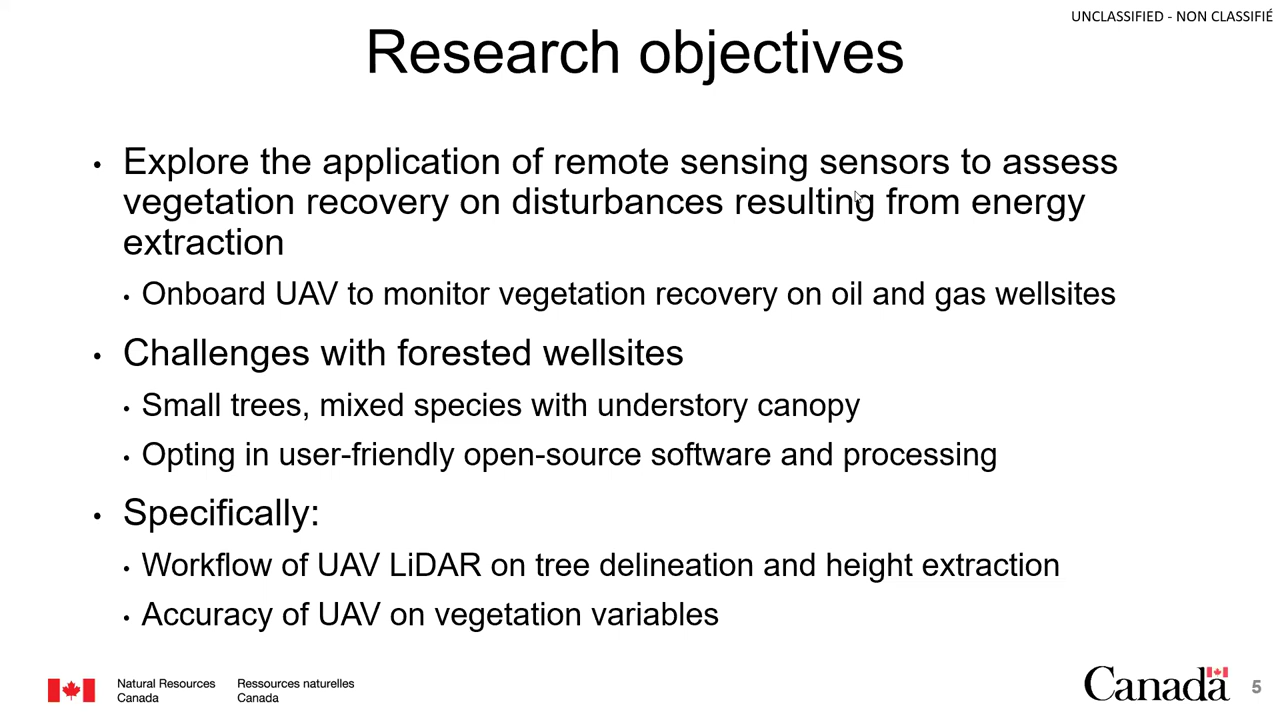 UNCLASSIFIED - NON CLASSIFIÉ
Research objectives
• Explore the application of remote sensing sensors to assess
vegetation recovery on disturbances resulting from energy
extraction
• Onboard UAV to monitor vegetation recovery on oil and gas wellsites
• Challenges with forested wellsites
• Small trees, mixed species with understory canopy
• Opting in user-friendly open-source software and processing
• Specifically:
• Workflow of UAV LiDAR on tree delineation and height extraction
• Accuracy of UAV on vegetation variables
Natural Resources
Canada
Ressources naturelles
Canada
Canada
5